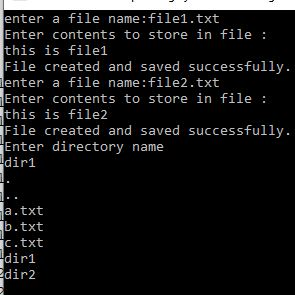 enter a file name:file1.txt
Enter contents to store in file :
this is file1
File created and saved successfully.
enter a file name:file2.txt
Enter contents to store in file :
this is file2
File created and saved successfully.
Enter directory name
dir1
.
..
a.txt
b.txt
c.txt
dir1
dir2